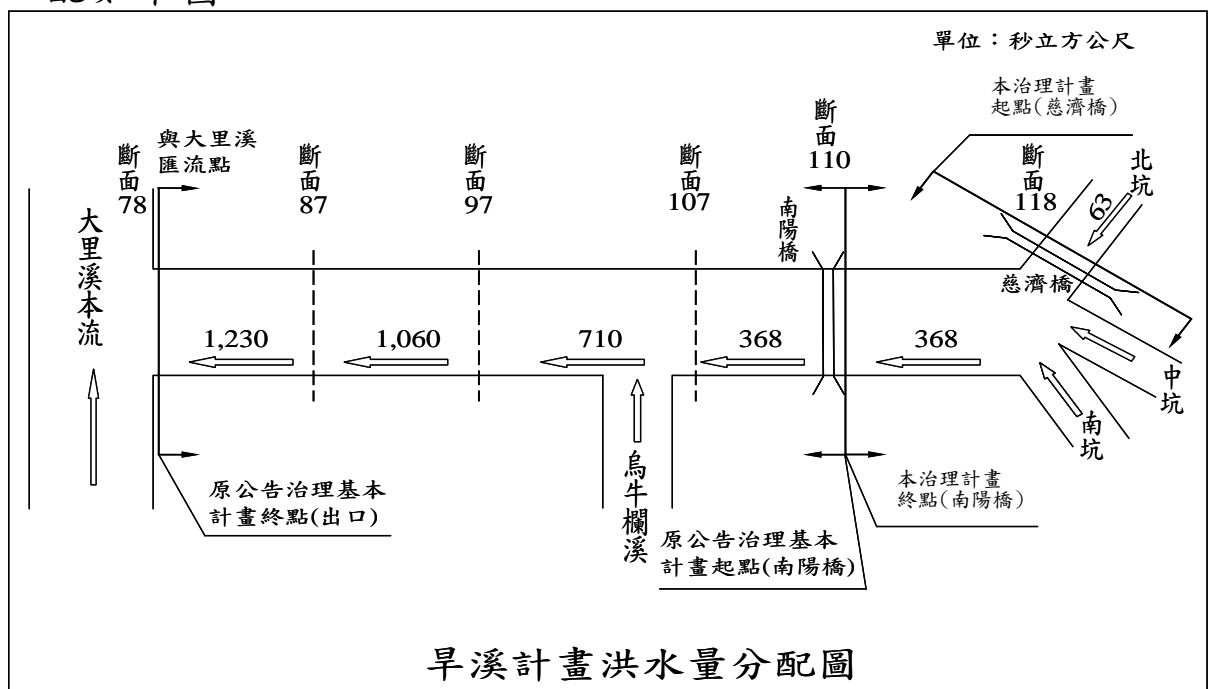 單位：秒立方公尺
本治理計畫
起點(慈濟橋)
斷面
78
與大里溪
匯流點
斷面
87
斷面
97
斷面
107
斷面
110
南陽橋
斷面
118
北坑
63
慈濟橋
大里溪本流
1,230
1,060
710
368
368
中坑
南坑
烏牛欄溪
原公告治理基本
計畫終點(出口)
原公告治理基本
計畫起點(南陽橋)
本治理計畫
終點(南陽橋)
旱溪計畫洪水量分配圖